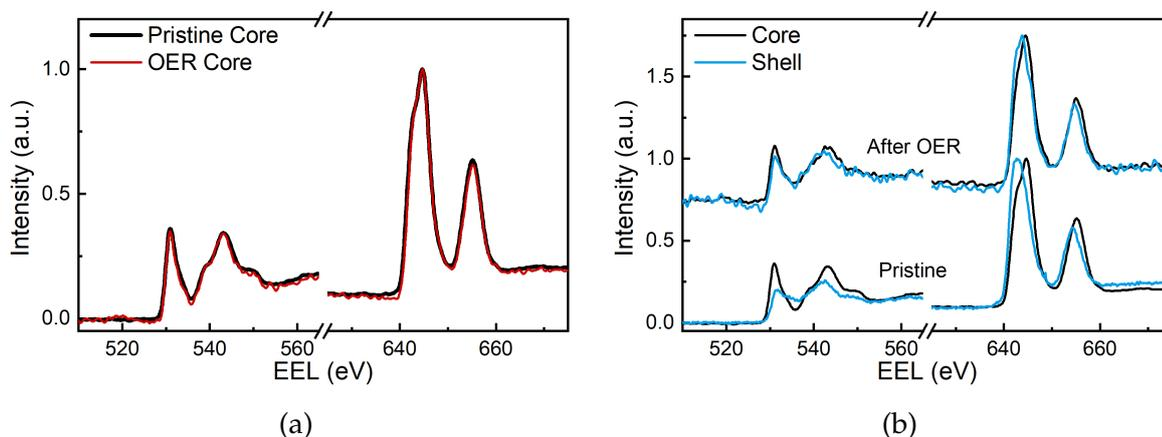 Pristine Core
OER Core
1.0
0.5
0.0
Intensity (a.u.)
520 540 560 640 660
EEL (eV)
(a)
Core
Shell
1.5
1.0
0.5
0.0
Intensity (a.u.)
After OER
Pristine
520 540 560 640 660
EEL (eV)
(b)